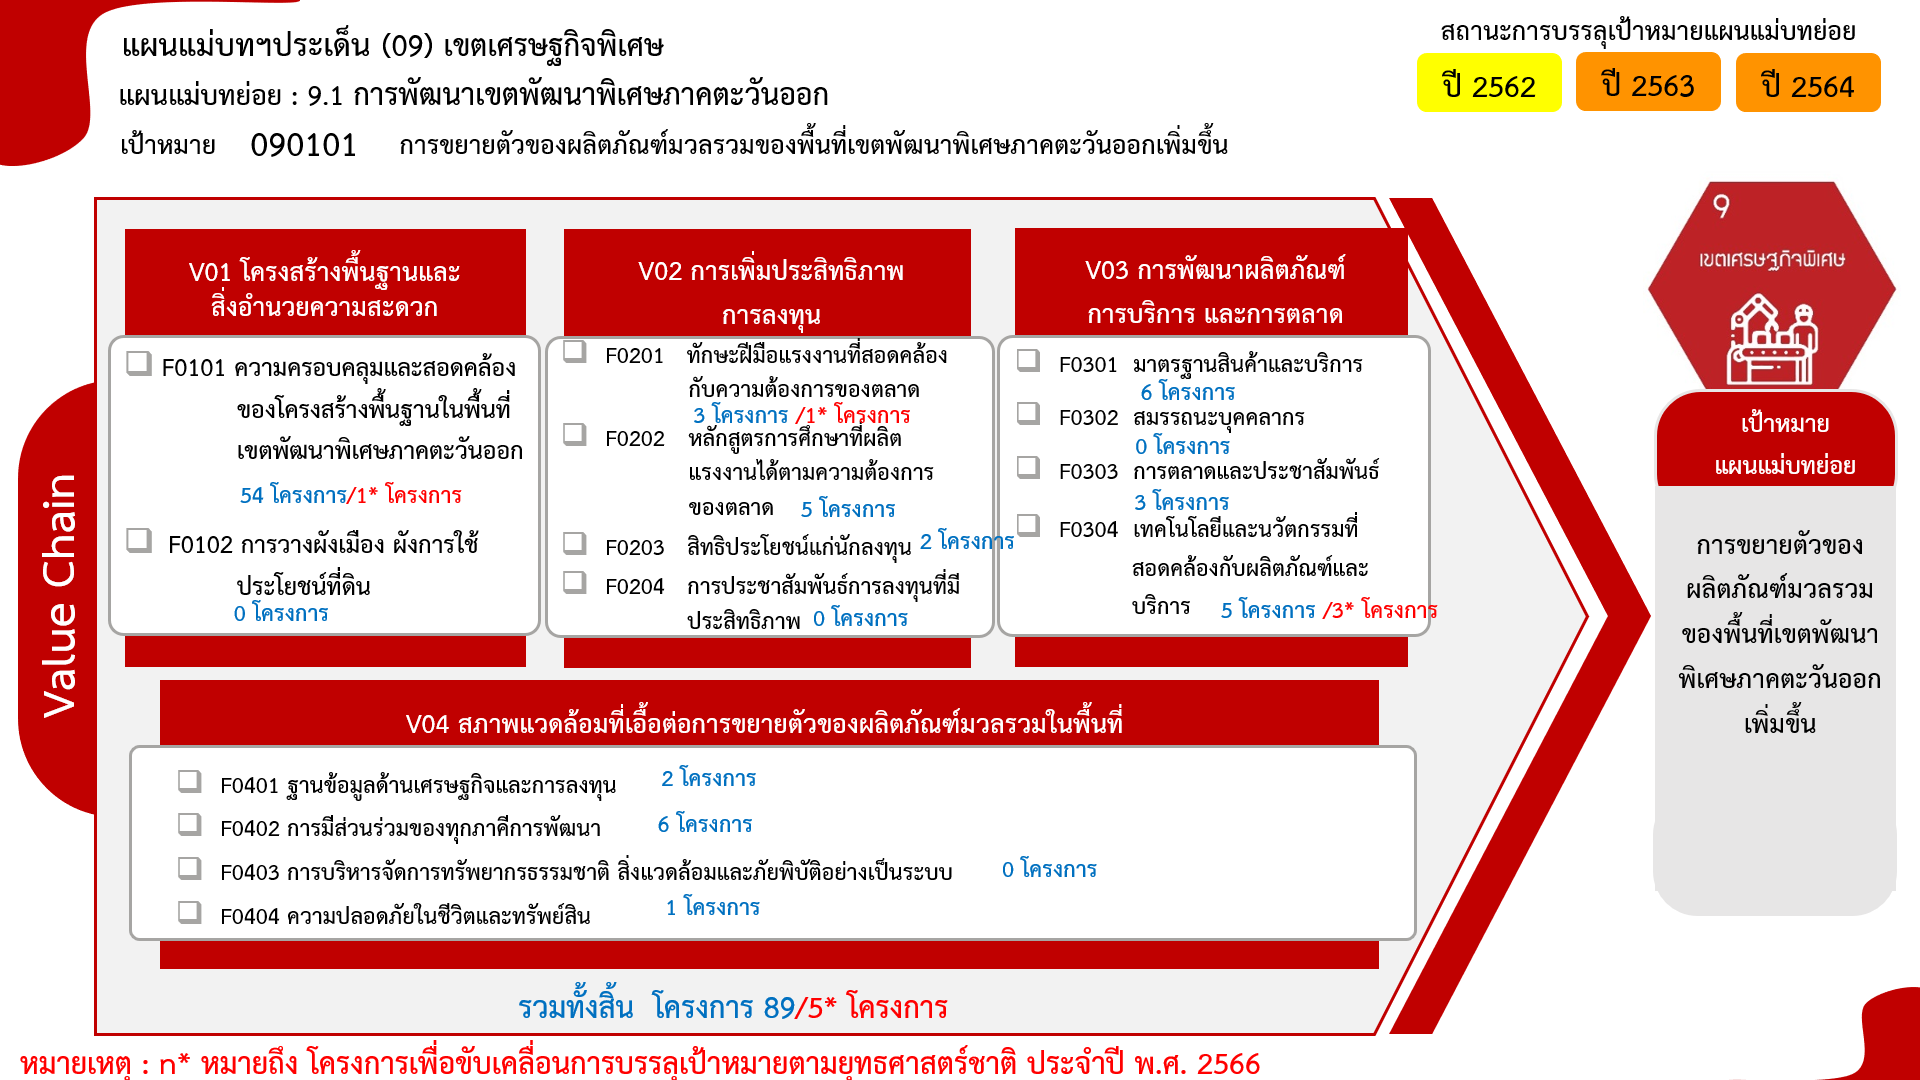 แผนแม่บทฯประเด็น (09) เขตเศรษฐกิจพิเศษ
แผนแม่บทย่อย : 9.1 การพัฒนาเขตพัฒนาพิเศษภาคตะวันออก
เป้าหมาย 090101 การขยายตัวของผลิตภัณฑ์มวลรวมของพื้นที่เขตพัฒนาพิเศษภาคตะวันออกเพิ่มขึ้น
สถานะการบรรลุเป้าหมายแผนแม่บทย่อย
ปี 2562 ปี 2563 ปี 2564
Value Chain
V01 โครงสร้างพื้นฐานและ
สิ่งอำนวยความสะดวก
F0101 ความครอบคลุมและสอดคล้อง
ของโครงสร้างพื้นฐานในพื้นที่
เขตพัฒนาพิเศษภาคตะวันออก
54 โครงการ/1* โครงการ
F0102 การวางผังเมือง ผังการใช้
ประโยชน์ที่ดิน
0 โครงการ
V02 การเพิ่มประสิทธิภาพ
การลงทุน
F0201 ทักษะฝีมือแรงงานที่สอดคล้อง
กับความต้องการของตลาด
3 โครงการ /1* โครงการ
F0202 หลักสูตรการศึกษาที่ผลิต
แรงงานได้ตามความต้องการ
ของตลาด 5 โครงการ
F0203 สิทธิประโยชน์แก่นักลงทุน 2 โครงการ
F0204 การประชาสัมพันธ์การลงทุนที่มี
ประสิทธิภาพ 0 โครงการ
V03 การพัฒนาผลิตภัณฑ์
การบริการ และการตลาด
F0301 มาตรฐานสินค้าและบริการ
6 โครงการ
F0302 สมรรถนะบุคคลากร
0 โครงการ
F0303 การตลาดและประชาสัมพันธ์
3 โครงการ
F0304 เทคโนโลยีและนวัตกรรมที่
สอดคล้องกับผลิตภัณฑ์และ
บริการ 5 โครงการ /3* โครงการ
V04 สภาพแวดล้อมที่เอื้อต่อการขยายตัวของผลิตภัณฑ์มวลรวมในพื้นที่
F0401 ฐานข้อมูลด้านเศรษฐกิจและการลงทุน 2 โครงการ
F0402 การมีส่วนร่วมของทุกภาคีการพัฒนา 6 โครงการ
F0403 การบริหารจัดการทรัพยากรธรรมชาติ สิ่งแวดล้อมและภัยพิบัติอย่างเป็นระบบ 0 โครงการ
F0404 ความปลอดภัยในชีวิตและทรัพย์สิน 1 โครงการ
รวมทั้งสิ้น โครงการ 89/5* โครงการ
9
เขตเศรษฐกิจพิเศษ
เป้าหมาย
แผนแม่บทย่อย
การขยายตัวของ
ผลิตภัณฑ์มวลรวม
ของพื้นที่เขตพัฒนา
พิเศษภาคตะวันออก
เพิ่มขึ้น
หมายเหตุ : n* หมายถึง โครงการเพื่อขับเคลื่อนการบรรลุเป้าหมายตามยุทธศาสตร์ชาติ ประจำปี พ.ศ. 2566